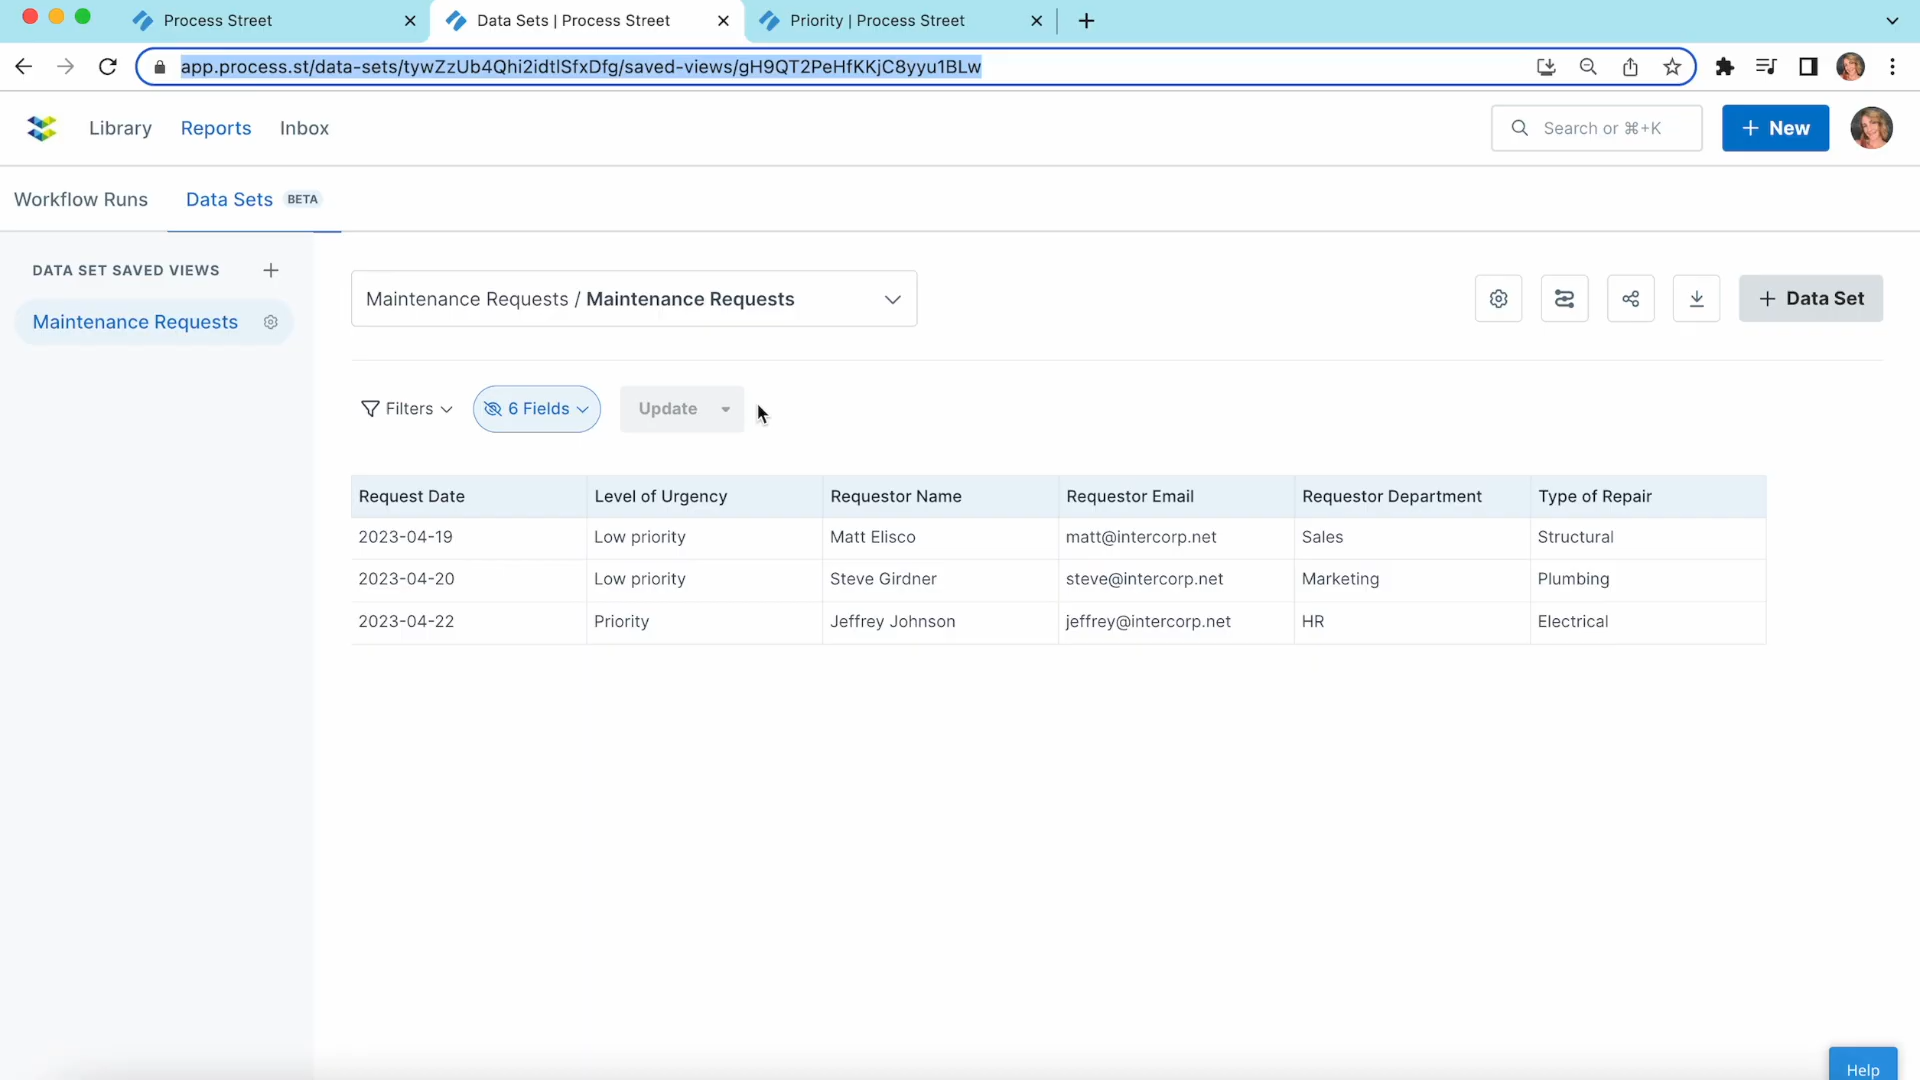 Process Street
Data Sets | Process Street
Priority | Process Street
app.process.st/data-sets/tywZzUb4Qhi2idtlSfxDfg/saved-views/gH9QT2PeHfKKjC8yyu1BLw
Library
Reports
Inbox
Search or ⌘+K
+ New
Workflow Runs
Data Sets BETA
DATA SET SAVED VIEWS
Maintenance Requests
Maintenance Requests / Maintenance Requests
+ Data Set
Filters
6 Fields
Update
Request Date Level of Urgency Requestor Name Requestor Email Requestor Department Type of Repair
2023-04-19 Low priority Matt Elisco matt@intercorp.net Sales Structural
2023-04-20 Low priority Steve Girdner steve@intercorp.net Marketing Plumbing
2023-04-22 Priority Jeffrey Johnson jeffrey@intercorp.net HR Electrical
Help